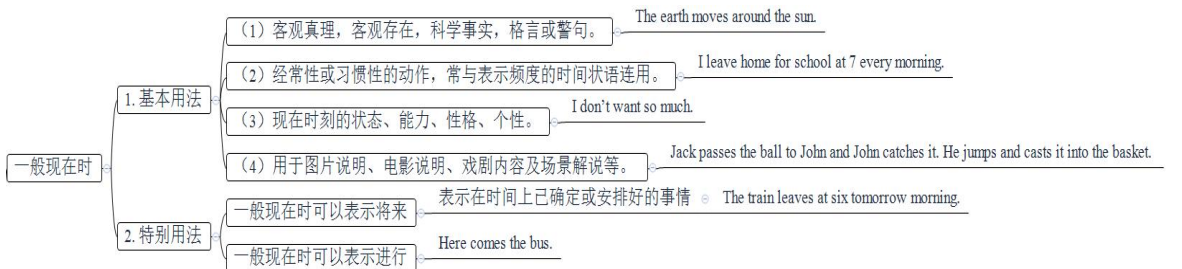 一般现在时
1. 基本用法
（1）客观真理，客观存在，科学事实，格言或警句。
The earth moves around the sun.
（2）经常性或习惯性的动作，常与表示频度的时间状语连用。
I leave home for school at 7 every morning.
（3）现在时刻的状态、能力、性格、个性。
I don’t want so much.
（4）用于图片说明、电影说明、戏剧内容及场景解说等。
Jack passes the ball to John and John catches it. He jumps and casts it into the basket.
2. 特别用法
一般现在时可以表示将来
表示在时间上已确定或安排好的事情
The train leaves at six tomorrow morning.
一般现在时可以表示进行
Here comes the bus.